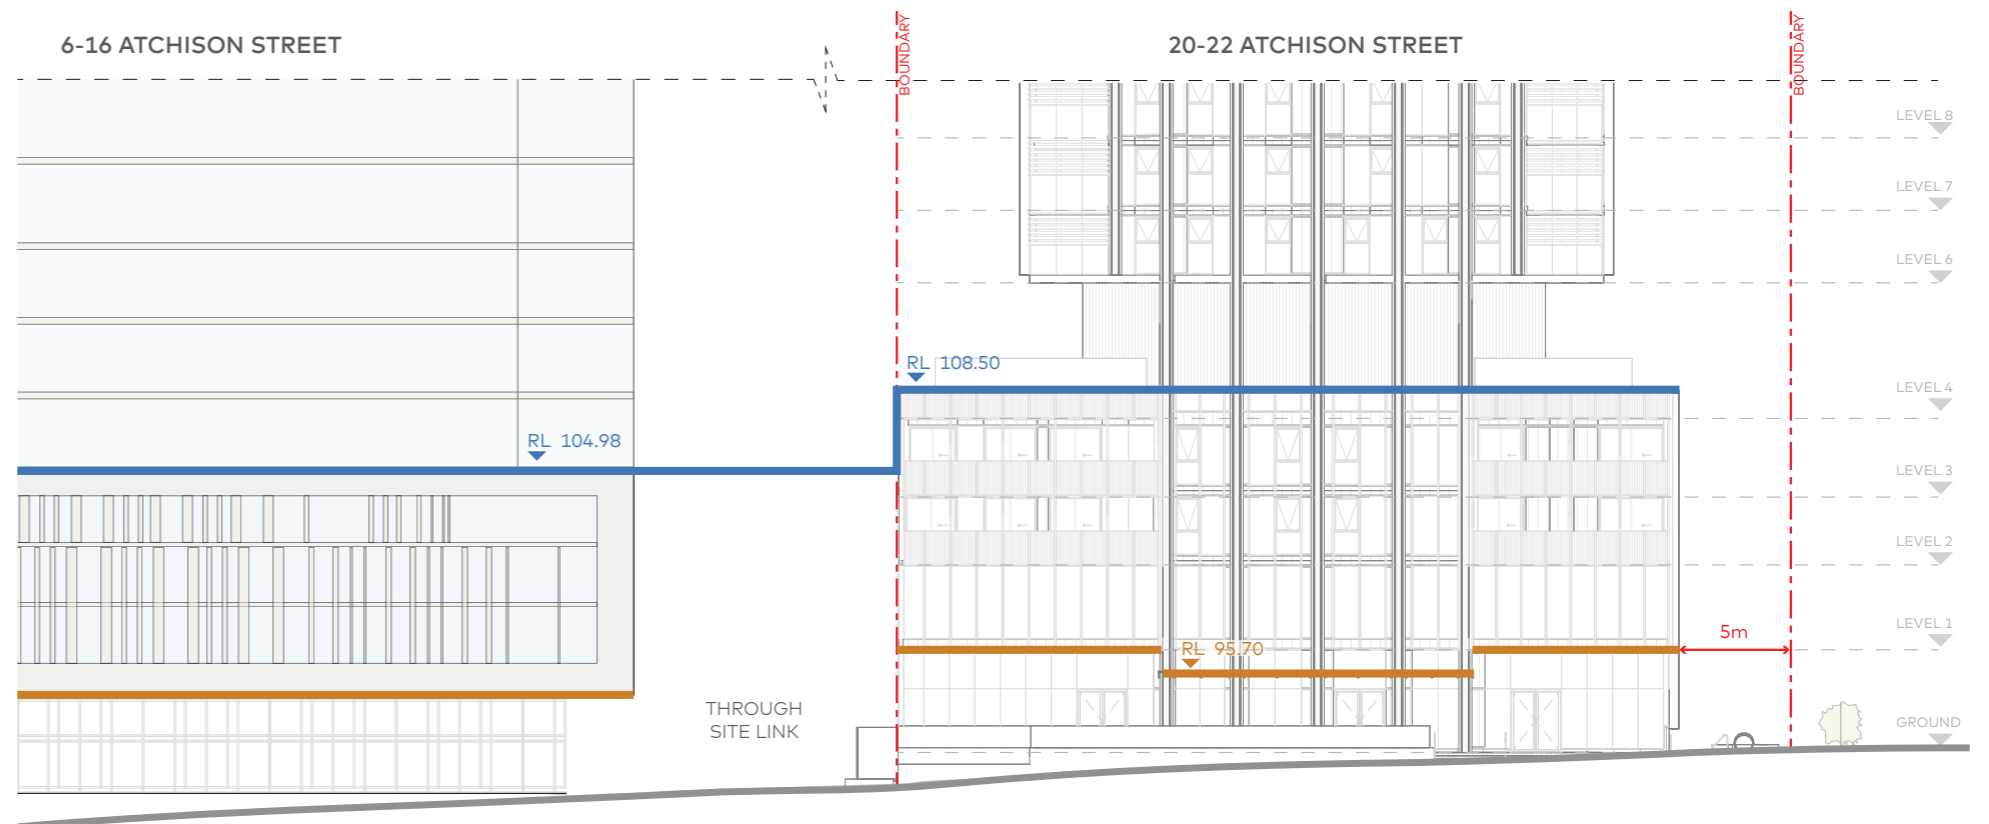 6-16 ATCHISON STREET
20-22 ATCHISON STREET
BOUNDARY
BOUNDARY
LEVEL 8
LEVEL 7
LEVEL 6
RL 108.50
LEVEL 4
RL 104.98
LEVEL 3
LEVEL 2
LEVEL 1
5m
RL 95.70
THROUGH
SITE LINK
GROUND